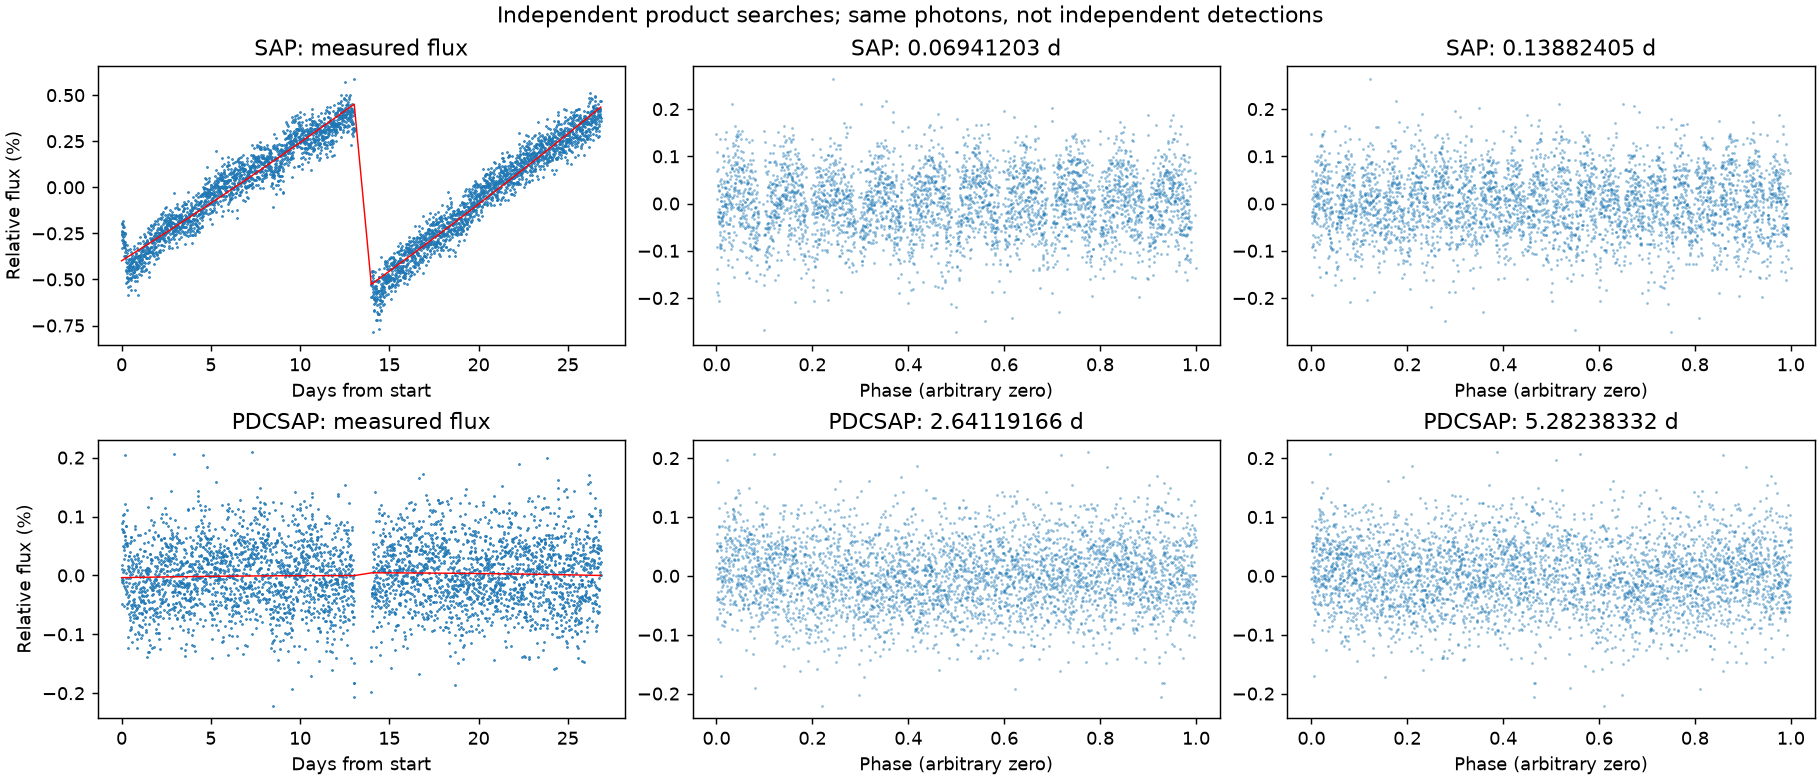 Independent product searches; same photons, not independent detections
SAP: measured flux
SAP: 0.06941203 d
SAP: 0.13882405 d
Relative flux (%)
0.50
0.25
0.00
−0.25
−0.50
−0.75
0 5 10 15 20 25
Days from start
0.2
0.1
0.0
−0.1
−0.2
0.0 0.2 0.4 0.6 0.8 1.0
Phase (arbitrary zero)
0.2
0.1
0.0
−0.1
−0.2
0.0 0.2 0.4 0.6 0.8 1.0
Phase (arbitrary zero)
PDCSAP: measured flux
PDCSAP: 2.64119166 d
PDCSAP: 5.28238332 d
Relative flux (%)
0.2
0.1
0.0
−0.1
−0.2
0 5 10 15 20 25
Days from start
0.2
0.1
0.0
−0.1
−0.2
0.0 0.2 0.4 0.6 0.8 1.0
Phase (arbitrary zero)
0.2
0.1
0.0
−0.1
−0.2
0.0 0.2 0.4 0.6 0.8 1.0
Phase (arbitrary zero)